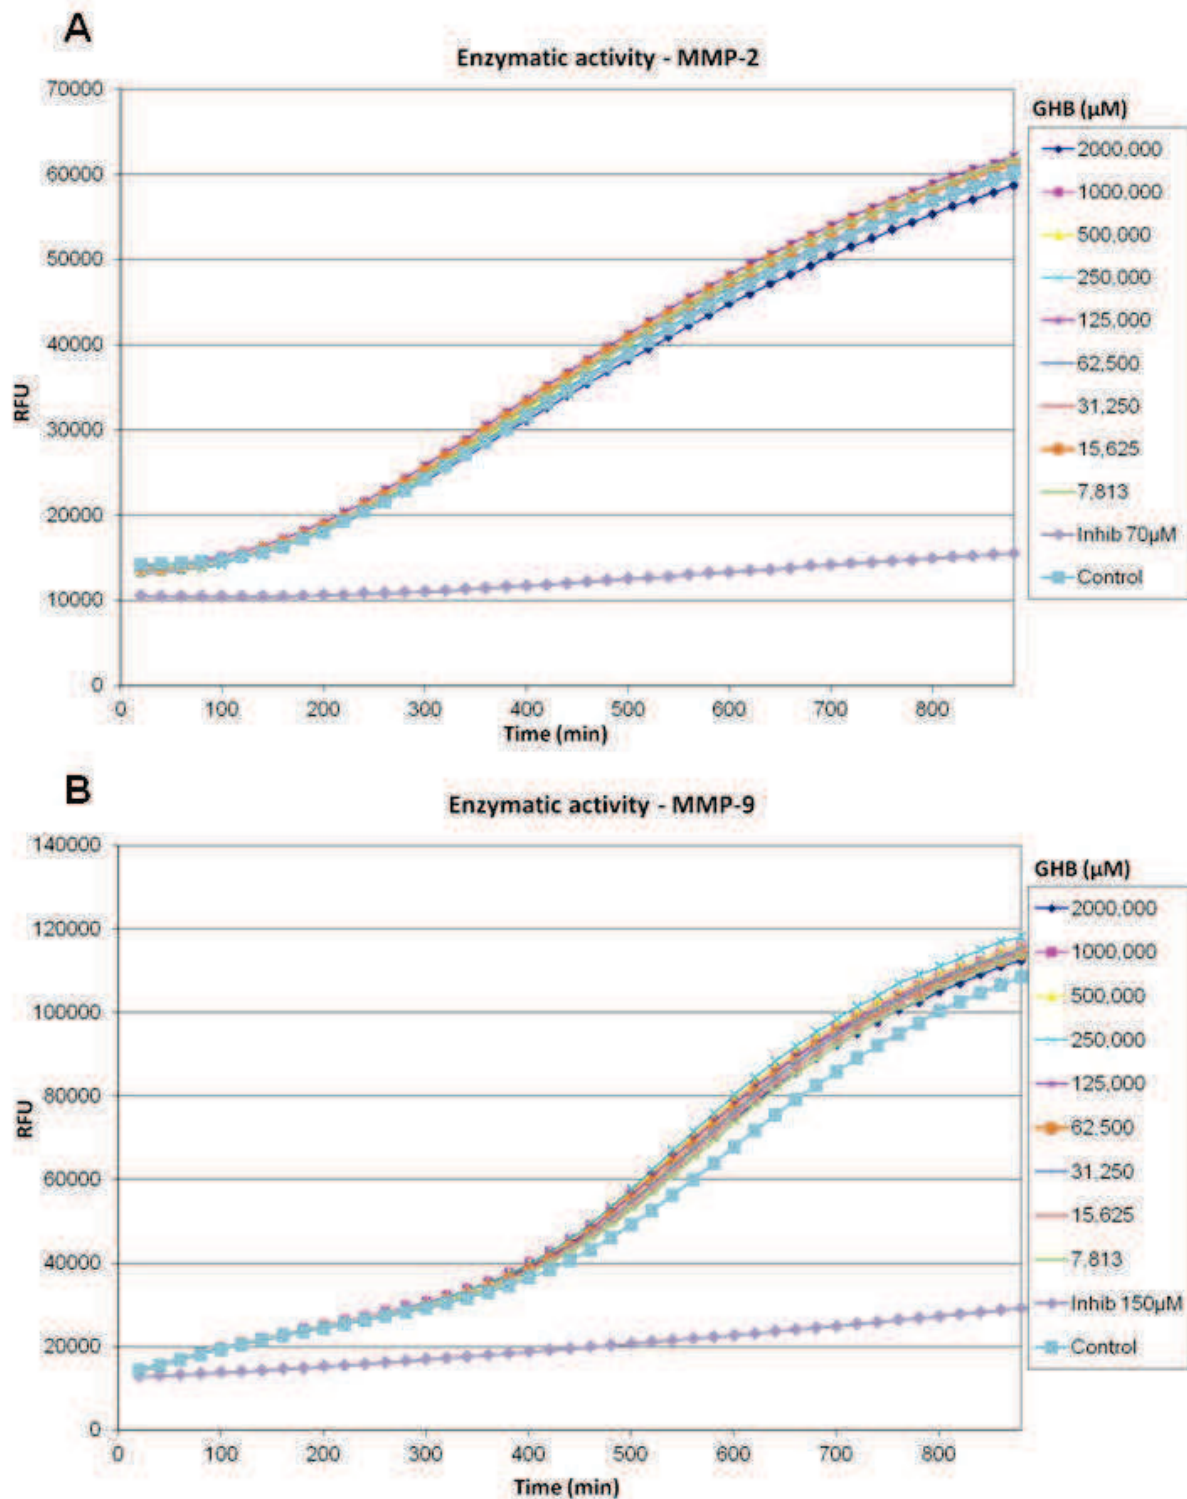 A
Enzymatic activity - MMP-2
70000
60000
50000
40000
30000
20000
10000
0
RFU
0 100 200 300 400 500 600 700 800
Time (min)
GHB (µM)
2000,000
1000,000
500,000
250,000
125,000
62,500
31,250
15,625
7,813
Inhib 70µM
Control
B
Enzymatic activity - MMP-9
140000
120000
100000
80000
60000
40000
20000
0
RFU
0 100 200 300 400 500 600 700 800
Time (min)
GHB (µM)
2000,000
1000,000
500,000
250,000
125,000
62,500
31,250
15,625
7,813
Inhib 150µM
Control